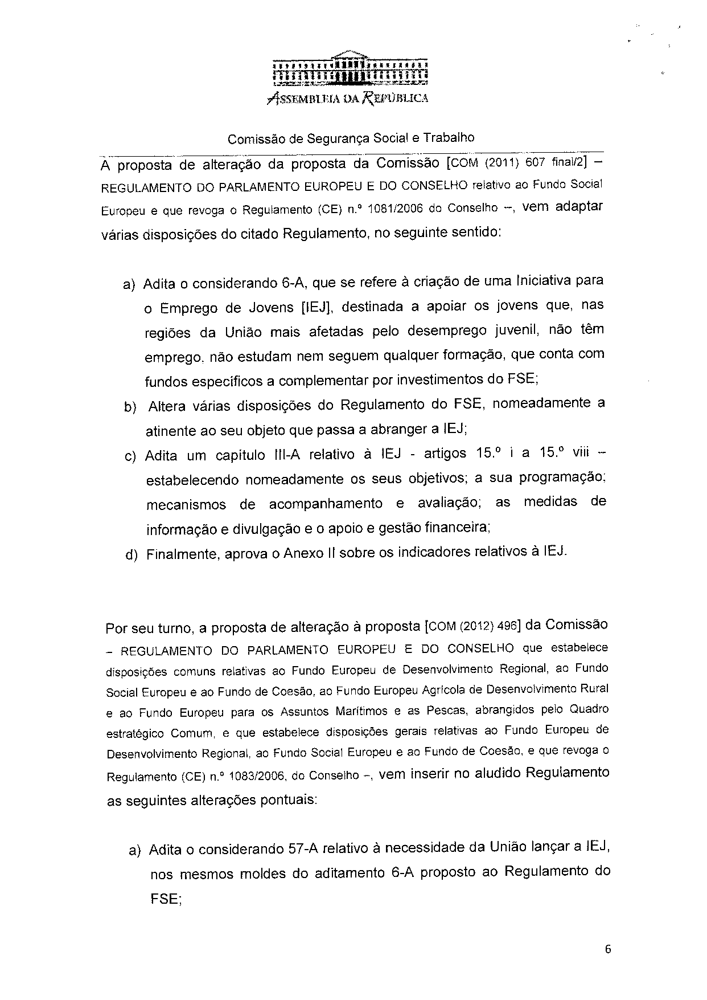 ASSEMBLEIA DA REPÚBLICA
Comissão de Segurança Social e Trabalho
A proposta de alteração da proposta da Comissão [COM (2011) 607 final/2] –
REGULAMENTO DO PARLAMENTO EUROPEU E DO CONSELHO relativo ao Fundo Social
Europeu e que revoga o Regulamento (CE) n.º 1081/2006 do Conselho –, vem adaptar
várias disposições do citado Regulamento, no seguinte sentido:
a) Adita o considerando 6-A, que se refere à criação de uma Iniciativa para
o Emprego de Jovens [IEJ], destinada a apoiar os jovens que, nas
regiões da União mais afetadas pelo desemprego juvenil, não têm
emprego, não estudam nem seguem qualquer formação, que conta com
fundos específicos a complementar por investimentos do FSE;
b) Altera várias disposições do Regulamento do FSE, nomeadamente a
atinente ao seu objeto que passa a abranger a IEJ;
c) Adita um capitulo III-A relativo à IEJ - artigos 15.º i a 15.º viii –
estabelecendo nomeadamente os seus objetivos; a sua programação;
mecanismos de acompanhamento e avaliação; as medidas de
informação e divulgação e o apoio e gestão financeira;
d) Finalmente, aprova o Anexo II sobre os indicadores relativos à IEJ.
Por seu turno, a proposta de alteração à proposta [COM (2012) 496] da Comissão
– REGULAMENTO DO PARLAMENTO EUROPEU E DO CONSELHO que estabelece
disposições comuns relativas ao Fundo Europeu de Desenvolvimento Regional, ao Fundo
Social Europeu e ao Fundo de Coesão, ao Fundo Europeu Agrícola de Desenvolvimento Rural
e ao Fundo Europeu para os Assuntos Marítimos e as Pescas, abrangidos pelo Quadro
estratégico Comum, e que estabelece disposições gerais relativas ao Fundo Europeu de
Desenvolvimento Regional, ao Fundo Social Europeu e ao Fundo de Coesão, e que revoga o
Regulamento (CE) n.º 1083/2006, do Conselho –, vem inserir no aludido Regulamento
as seguintes alterações pontuais:
a) Adita o considerando 57-A relativo à necessidade da União lançar a IEJ,
nos mesmos moldes do aditamento 6-A proposto ao Regulamento do
FSE;
6